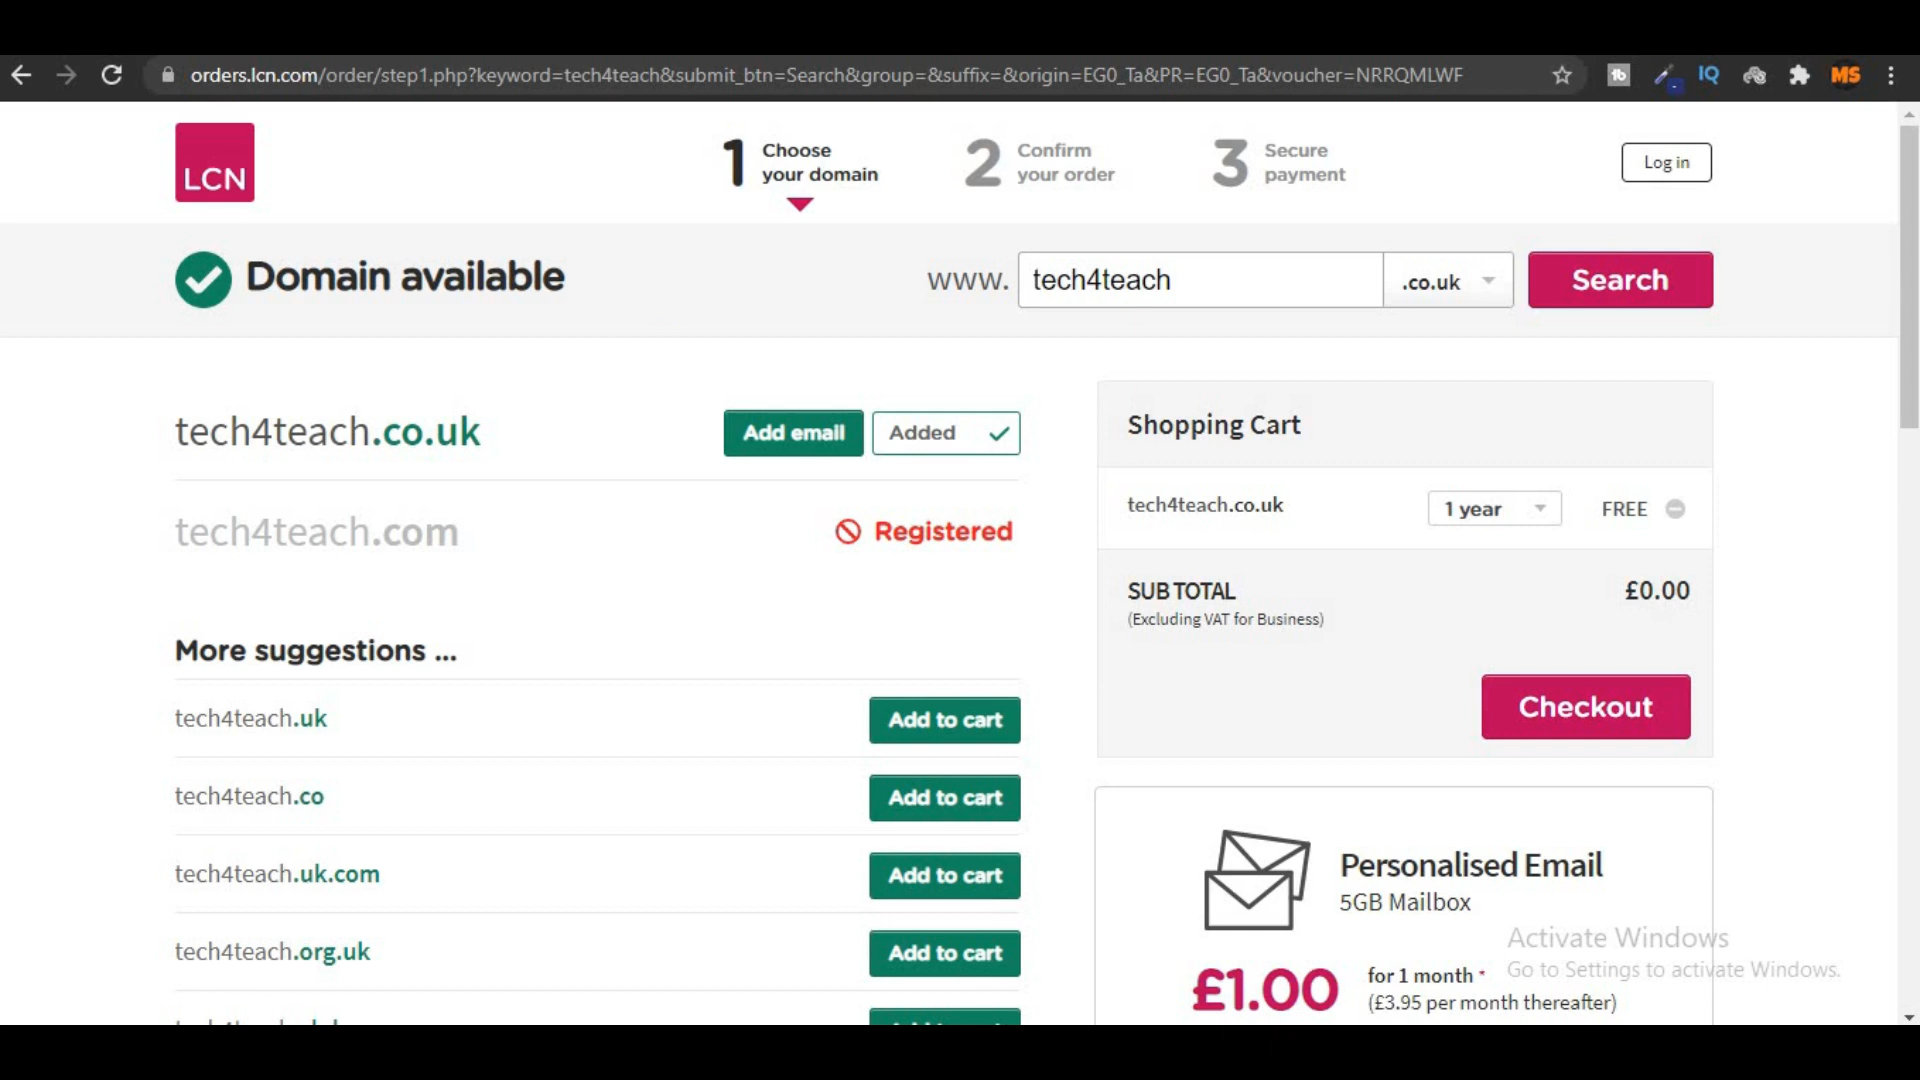 orders.lcn.com/order/step1.php?keyword=tech4teach&submit_btn=Search&group=&suffix=&origin=EG0_Ta&PR=EG0_Ta&voucher=NRRQMLWF
tb
IQ
MS
LCN
1 Choose your domain
2 Confirm your order
3 Secure payment
Log in
Domain available
www. tech4teach .co.uk
Search
tech4teach.co.uk
Add email
Added
tech4teach.com
Registered
More suggestions ...
tech4teach.uk
Add to cart
tech4teach.co
Add to cart
tech4teach.uk.com
Add to cart
tech4teach.org.uk
Add to cart
Shopping Cart
tech4teach.co.uk
1 year
FREE
SUB TOTAL
£0.00
(Excluding VAT for Business)
Checkout
Personalised Email
5GB Mailbox
£1.00
for 1 month *
(£3.95 per month thereafter)
Activate Windows
Go to Settings to activate Windows.